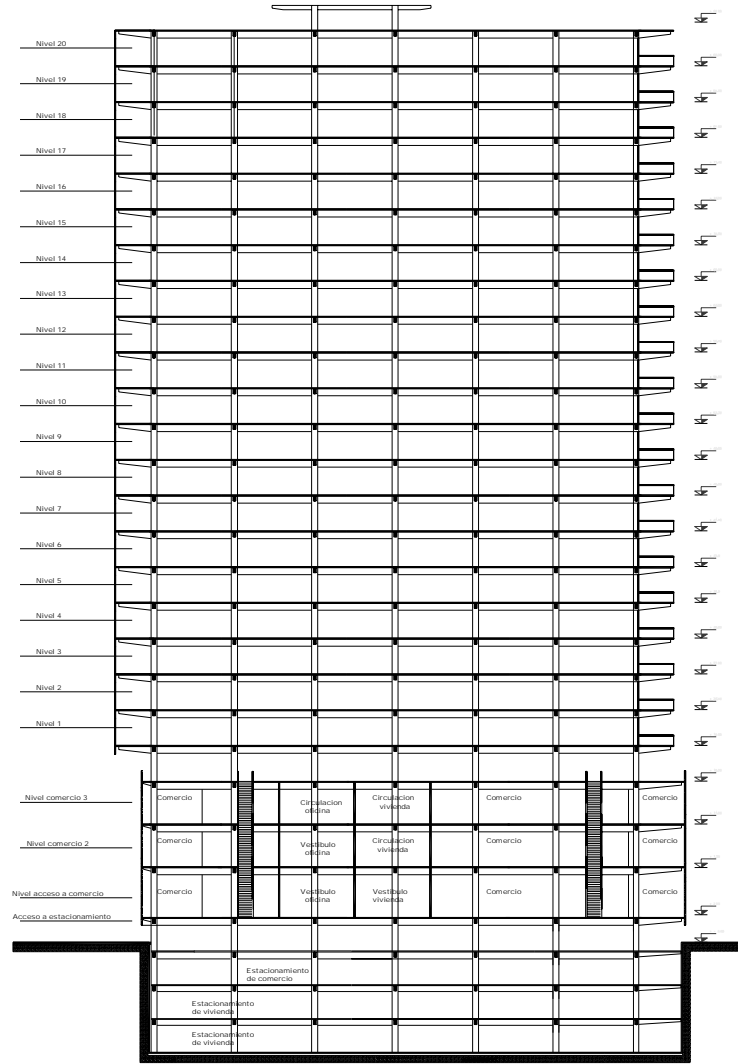 Nivel 20
Nivel 19
Nivel 18
Nivel 17
Nivel 16
Nivel 15
Nivel 14
Nivel 13
Nivel 12
Nivel 11
Nivel 10
Nivel 9
Nivel 8
Nivel 7
Nivel 6
Nivel 5
Nivel 4
Nivel 3
Nivel 2
Nivel 1
Nivel comercio 3
Comercio
Circulacion
oficina
Circulacion
vivienda
Comercio
Comercio
Nivel comercio 2
Comercio
Vestibulo
oficina
Circulacion
vivienda
Comercio
Comercio
Nivel acceso a comercio
Comercio
Vestibulo
oficina
Vestibulo
vivienda
Comercio
Comercio
Acceso a estacionamiento
Estacionamiento
de comercio
Estacionamiento
de vivienda
Estacionamiento
de vivienda